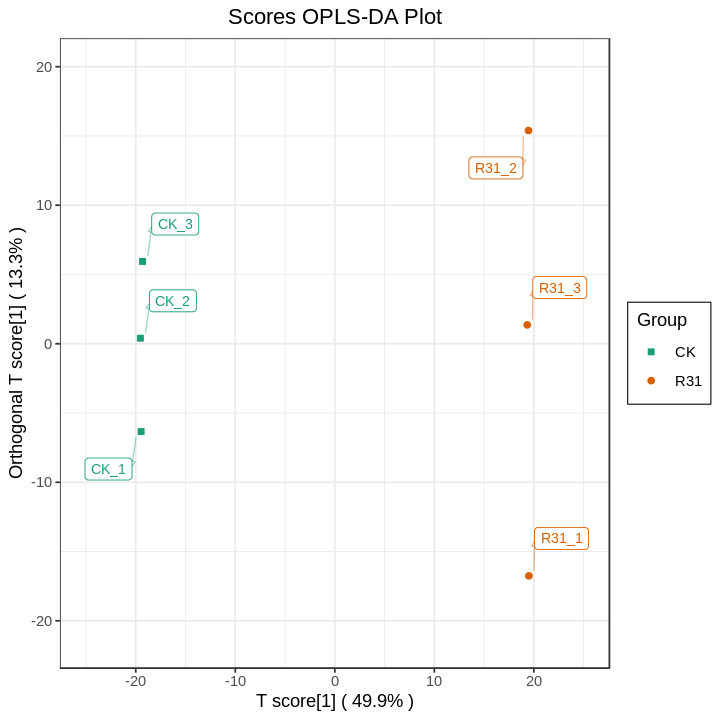 Scores OPLS-DA Plot
Orthogonal T score[1] ( 13.3% )
20
10
0
-10
-20
R31_2
CK_3
R31_3
CK_2
CK_1
R31_1
Group
CK
R31
-20
-10
0
10
20
T score[1] ( 49.9% )